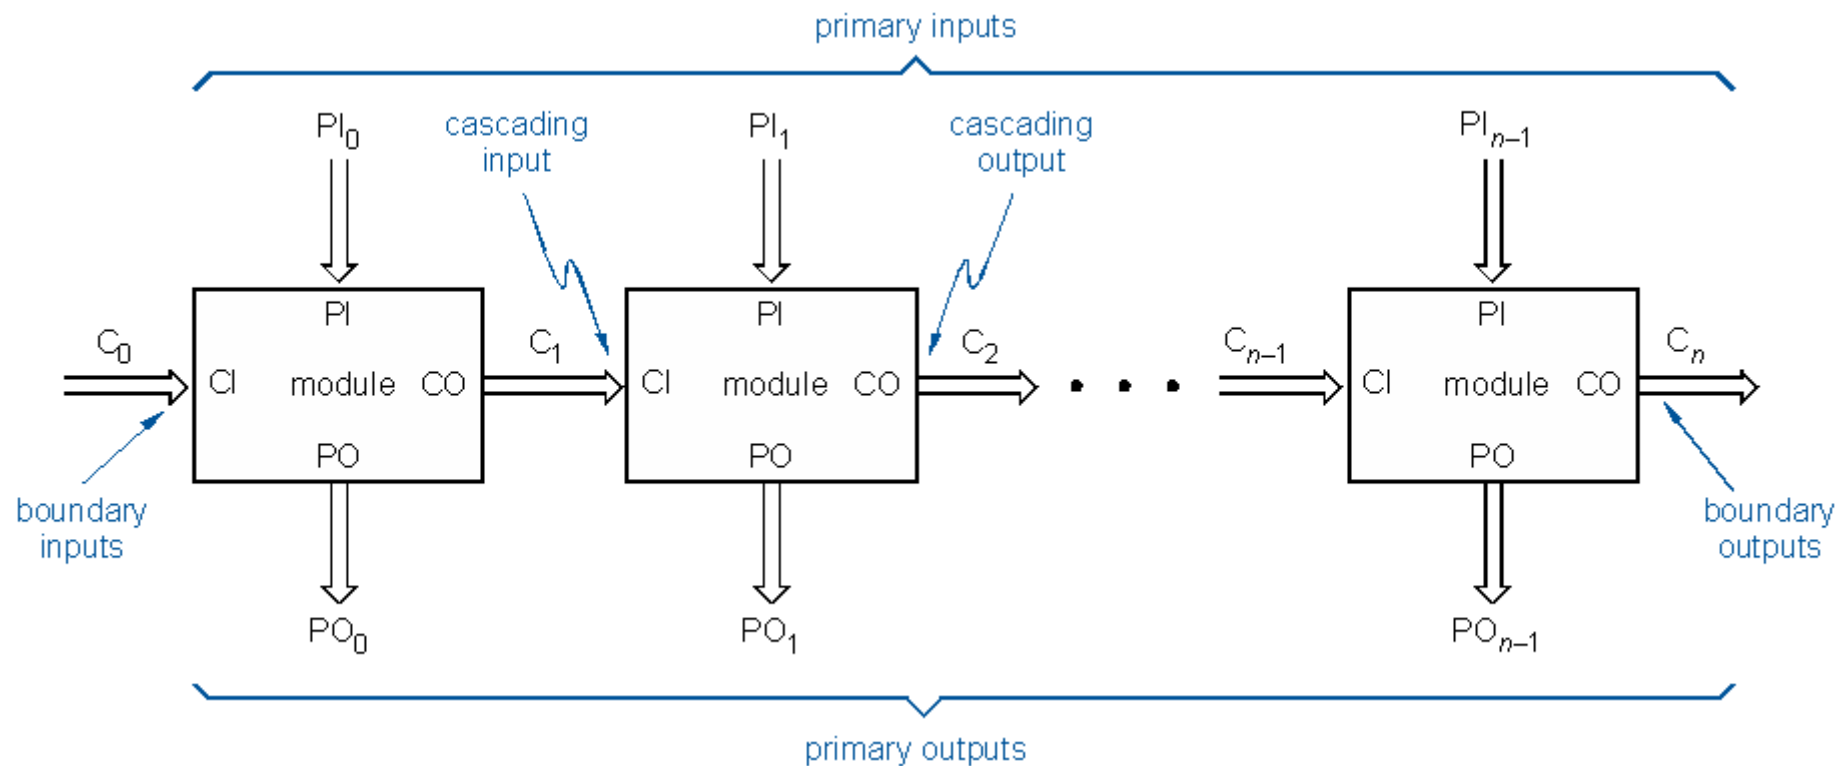 primary inputs
PI0
cascading
input
PI1
cascading
output
PIn–1
C0
CI
PI
module
CO
PO
C1
CI
PI
module
CO
PO
C2
• • •
Cn–1
CI
PI
module
CO
PO
Cn
boundary
inputs
boundary
outputs
PO0
PO1
POn–1
primary outputs